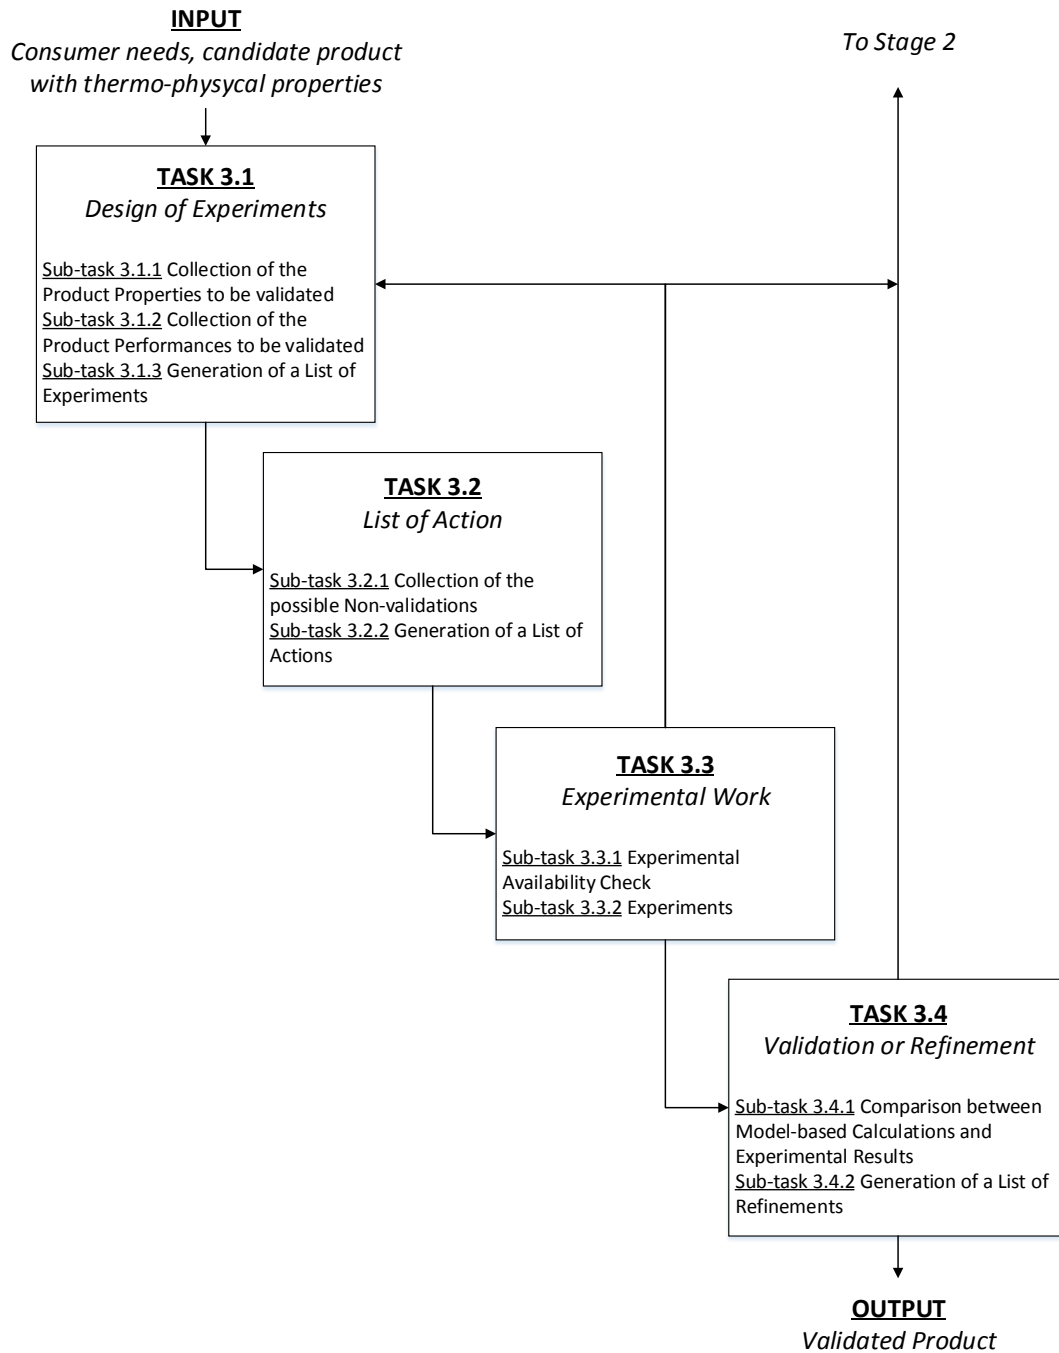 INPUT
Consumer needs, candidate product
with thermo-physycal properties
To Stage 2
TASK 3.1
Design of Experiments
Sub-task 3.1.1 Collection of the
Product Properties to be validated
Sub-task 3.1.2 Collection of the
Product Performances to be validated
Sub-task 3.1.3 Generation of a List of
Experiments
TASK 3.2
List of Action
Sub-task 3.2.1 Collection of the
possible Non-validations
Sub-task 3.2.2 Generation of a List of
Actions
TASK 3.3
Experimental Work
Sub-task 3.3.1 Experimental
Availability Check
Sub-task 3.3.2 Experiments
TASK 3.4
Validation or Refinement
Sub-task 3.4.1 Comparison between
Model-based Calculations and
Experimental Results
Sub-task 3.4.2 Generation of a List of
Refinements
OUTPUT
Validated Product